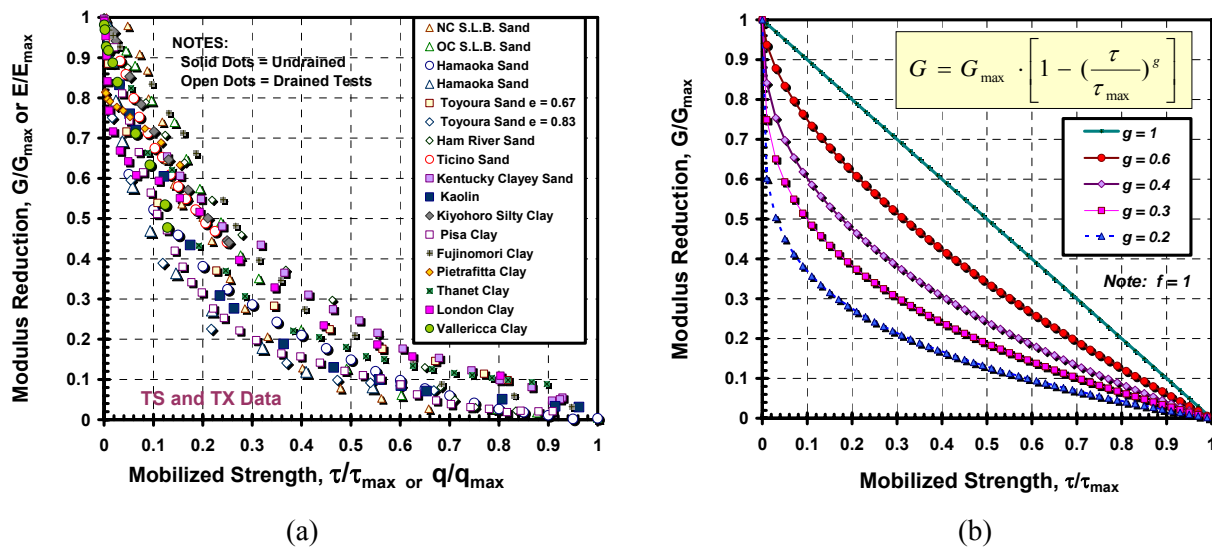 Modulus Reduction, G/Gmax or E/Emax
1
0.9
0.8
0.7
0.6
0.5
0.4
0.3
0.2
0.1
0
NOTES:
Solid Dots = Undrained
Open Dots = Drained Tests
NC S.L.B. Sand
OC S.L.B. Sand
Hamaoka Sand
Hamaoka Sand
Toyoura Sand e = 0.67
Toyoura Sand e = 0.83
Ham River Sand
Ticino Sand
Kentucky Clayey Sand
Kaolin
Kiyohoro Silty Clay
Pisa Clay
Fujinomori Clay
Pietrafitta Clay
Thanet Clay
London Clay
Vallericca Clay
TS and TX Data
0 0.1 0.2 0.3 0.4 0.5 0.6 0.7 0.8 0.9 1
Mobilized Strength, τ/τmax or q/qmax
(a)
Modulus Reduction, G/Gmax
1
0.9
0.8
0.7
0.6
0.5
0.4
0.3
0.2
0.1
0
G = Gmax · [1 − (τ/τmax)^g]
g = 1
g = 0.6
g = 0.4
g = 0.3
g = 0.2
Note: f = 1
0 0.1 0.2 0.3 0.4 0.5 0.6 0.7 0.8 0.9 1
Mobilized Strength, τ/τmax
(b)